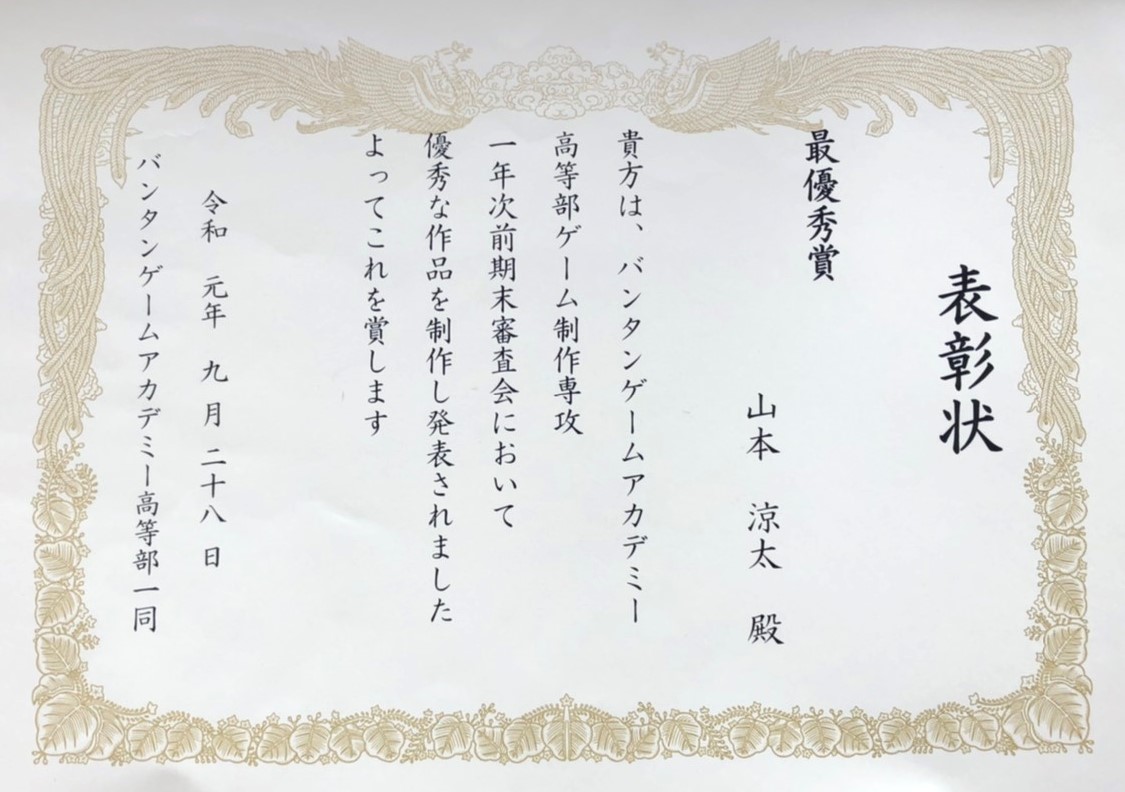 表彰状
最優秀賞
山本 涼太 殿
貴方は、バンタンゲームアカデミー
高等部ゲーム制作専攻
一年次前期末審査会において
優秀な作品を制作し発表されました
よってこれを賞します
令和 元年 九月 二十八日
バンタンゲームアカデミー高等部一同